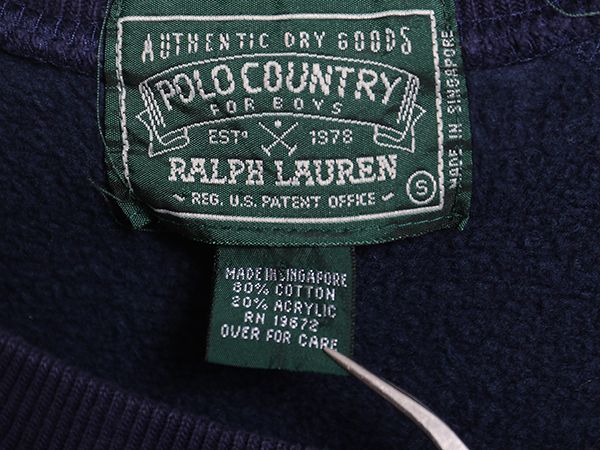 AUTHENTIC DRY GOODS
POLO COUNTRY
FOR BOYS
ESTD 1978
RALPH LAUREN
~ REG. U.S. PATENT OFFICE ~
S
MADE IN SINGAPORE
MADE IN SINGAPORE
80% COTTON
20% ACRYLIC
RN 19672
OVER FOR CARE